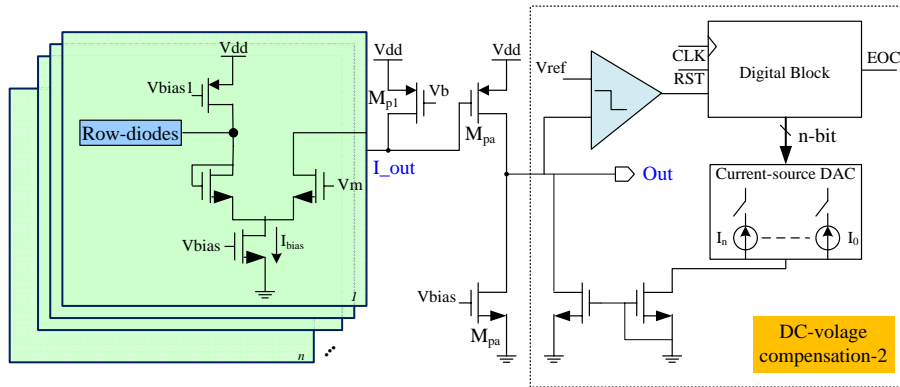 Vdd
Vbias1
Row-diodes
Vm
Vbias
I_bias
1
n
Vdd
Vb
M_p1
I_out
Vdd
M_pa
Vbias
M_pa
Vref
Out
CLK
RST
Digital Block
EOC
n-bit
Current-source DAC
I_n
I_0
DC-volage
compensation-2